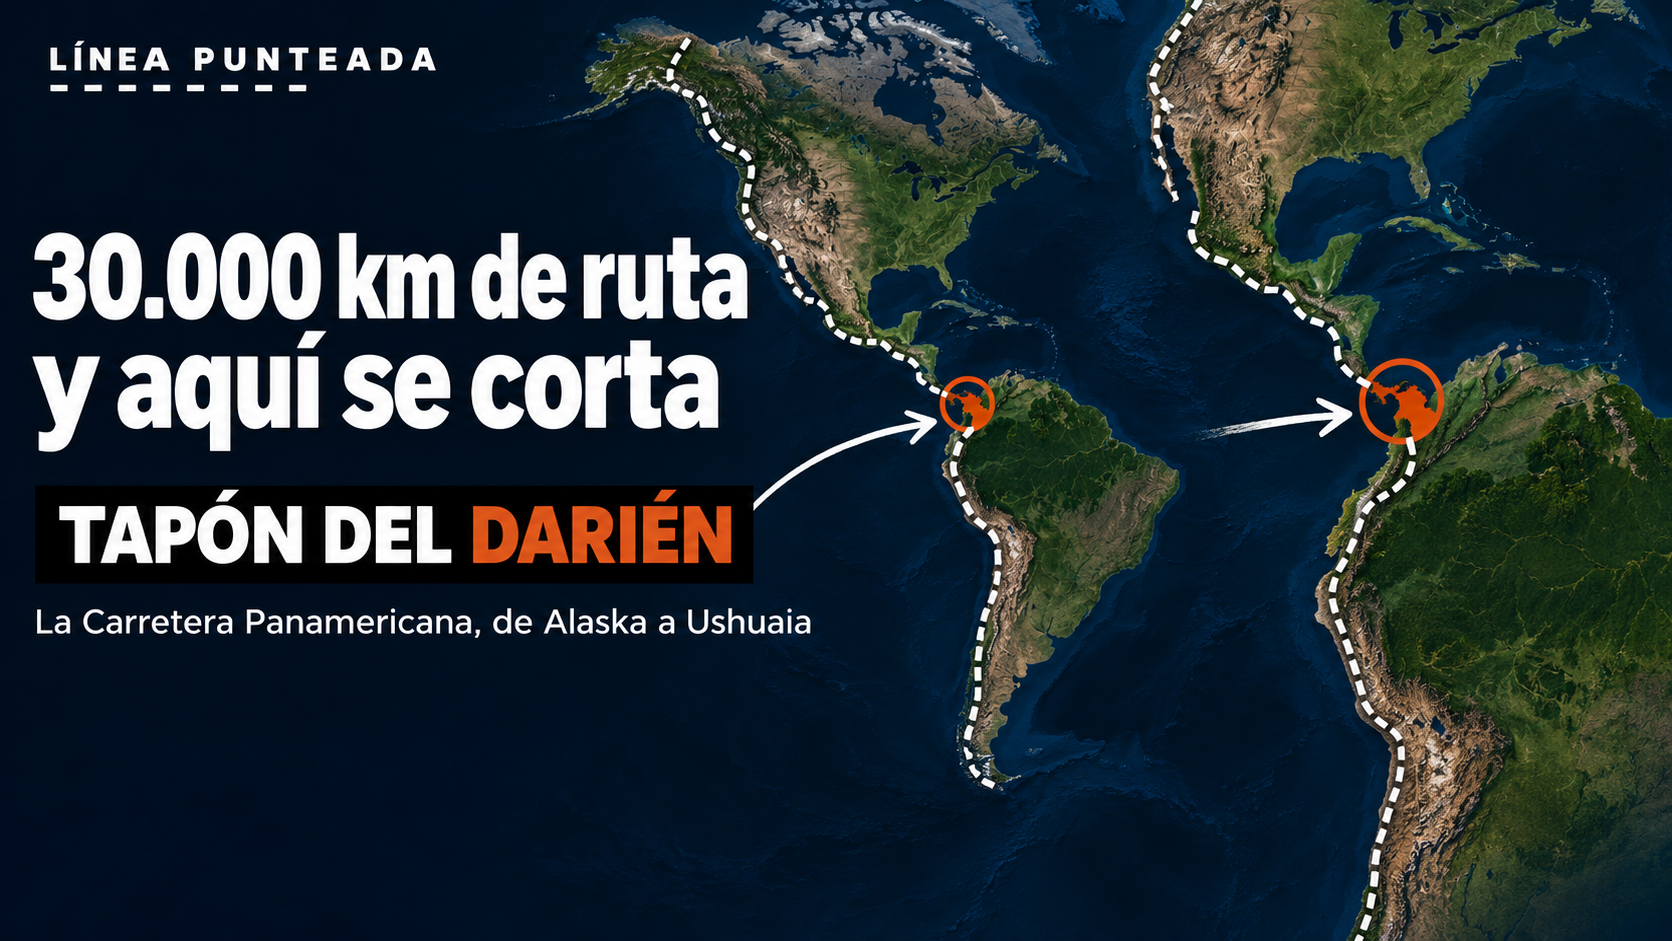 LÍNEA PUNTEADA
30.000 km de ruta
y aquí se corta
TAPÓN DEL DARIÉN
La Carretera Panamericana, de Alaska a Ushuaia